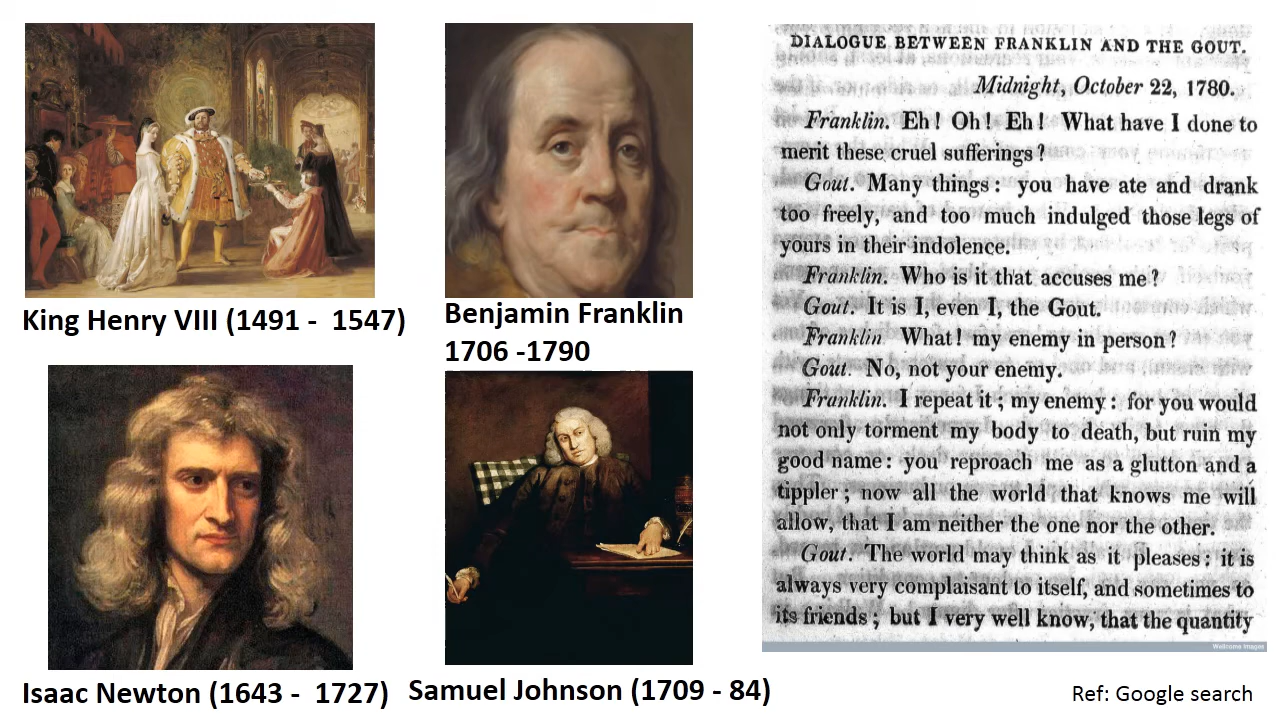 King Henry VIII (1491 -  1547)
Benjamin Franklin
1706 -1790
Isaac Newton (1643 -  1727)
Samuel Johnson (1709 - 84)
DIALOGUE BETWEEN FRANKLIN AND THE GOUT.
Midnight, October 22, 1780.
Franklin. Eh! Oh! Eh! What have I done to
merit these cruel sufferings?
Gout. Many things: you have ate and drank
too freely, and too much indulged those legs of
yours in their indolence.
Franklin. Who is it that accuses me?
Gout. It is I, even I, the Gout.
Franklin What! my enemy in person?
Gout. No, not your enemy.
Franklin. I repeat it; my enemy: for you would
not only torment my body to death, but ruin my
good name: you reproach me as a glutton and a
tippler; now all the world that knows me will
allow, that I am neither the one nor the other.
Gout. The world may think as it pleases: it is
always very complaisant to itself, and sometimes to
its friends; but I very well know, that the quantity
Wellcome Images
Ref: Google search